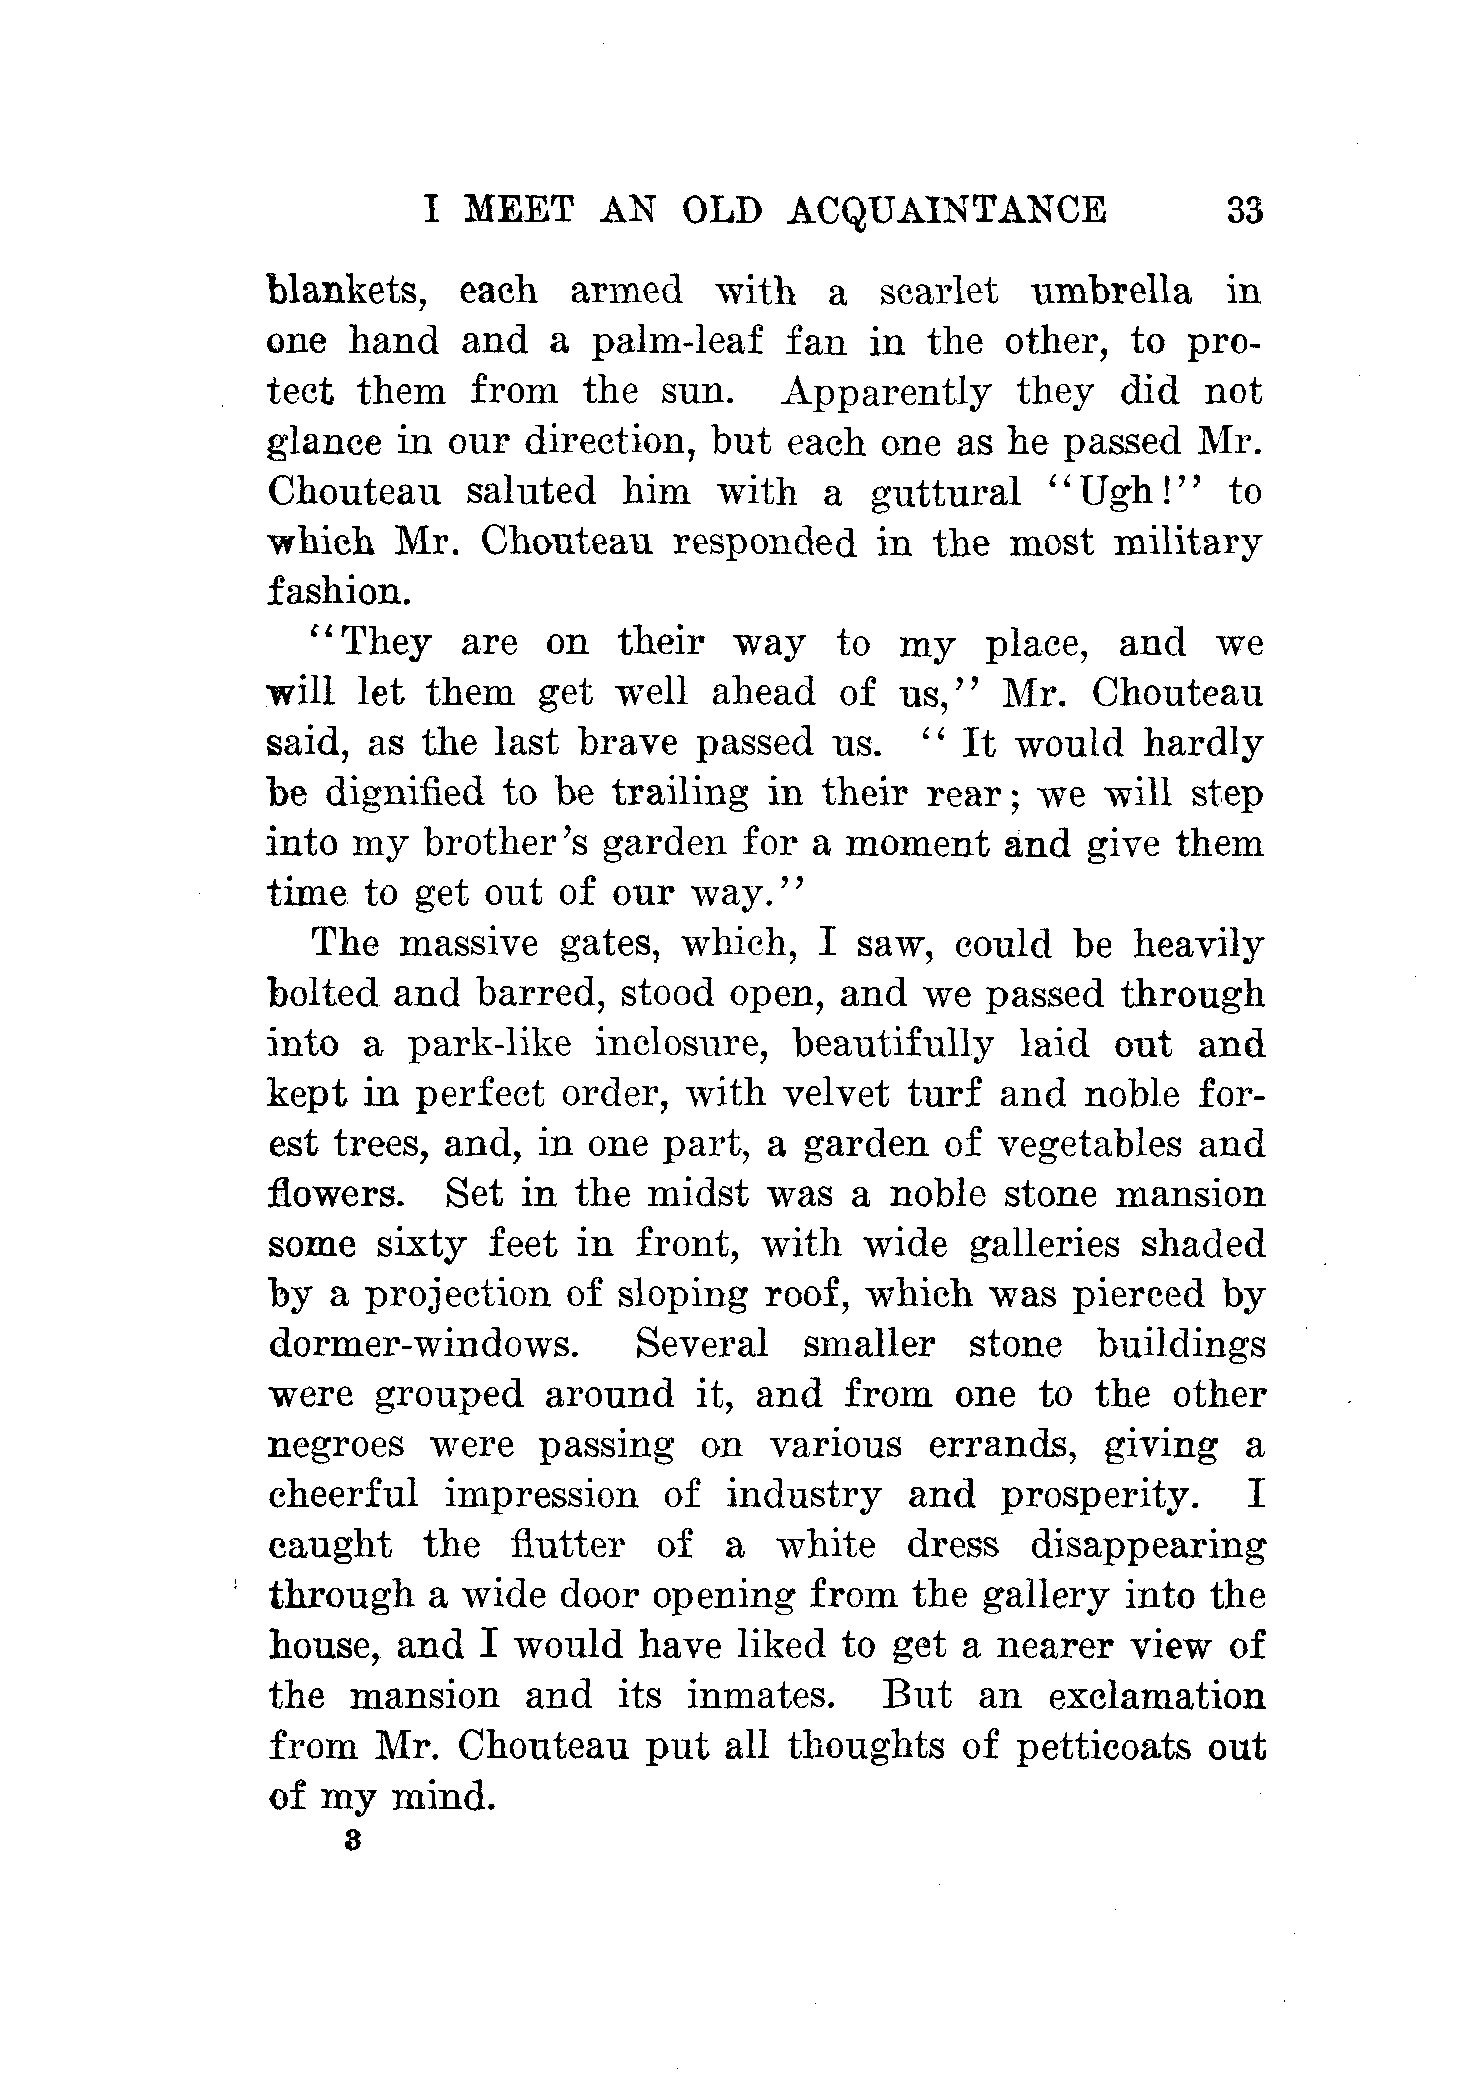 I MEET AN OLD ACQUAINTANCE 33
blankets, each armed with a scarlet umbrella in
one hand and a palm-leaf fan in the other, to pro-
tect them from the sun. Apparently they did not
glance in our direction, but each one as he passed Mr.
Chouteau saluted him with a guttural "Ugh!" to
which Mr. Chouteau responded in the most military
fashion.
"They are on their way to my place, and we
will let them get well ahead of us," Mr. Chouteau
said, as the last brave passed us. " It would hardly
be dignified to be trailing in their rear; we will step
into my brother's garden for a moment and give them
time to get out of our way."
The massive gates, which, I saw, could be heavily
bolted and barred, stood open, and we passed through
into a park-like inclosure, beautifully laid out and
kept in perfect order, with velvet turf and noble for-
est trees, and, in one part, a garden of vegetables and
flowers. Set in the midst was a noble stone mansion
some sixty feet in front, with wide galleries shaded
by a projection of sloping roof, which was pierced by
dormer-windows. Several smaller stone buildings
were grouped around it, and from one to the other
negroes were passing on various errands, giving a
cheerful impression of industry and prosperity. I
caught the flutter of a white dress disappearing
through a wide door opening from the gallery into the
house, and I would have liked to get a nearer view of
the mansion and its inmates. But an exclamation
from Mr. Chouteau put all thoughts of petticoats out
of my mind.
3